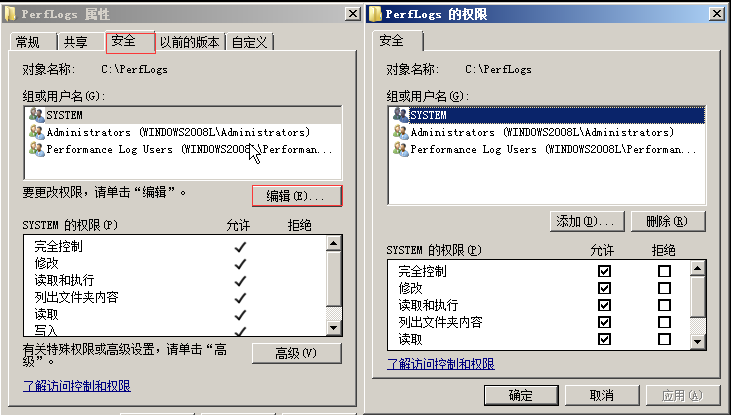 PerfLogs 属性
常规 共享 安全 以前的版本 自定义
对象名称: C:\PerfLogs
组或用户名(G):
SYSTEM
Administrators (WINDOWS2008L\Administrators)
Performance Log Users (WINDOWS2008L\Performan...
要更改权限，请单击“编辑”。
编辑(E)...
SYSTEM 的权限(P) 允许 拒绝
完全控制
修改
读取和执行
列出文件夹内容
读取
写入
有关特殊权限或高级设置，请单击“高
级”。
高级(V)
了解访问控制和权限
PerfLogs 的权限
安全
对象名称: C:\PerfLogs
组或用户名(G):
SYSTEM
Administrators (WINDOWS2008L\Administrators)
Performance Log Users (WINDOWS2008L\Performan...
添加(D)... 删除(R)
SYSTEM 的权限(P) 允许 拒绝
完全控制
修改
读取和执行
列出文件夹内容
读取
了解访问控制和权限
确定 取消 应用(A)